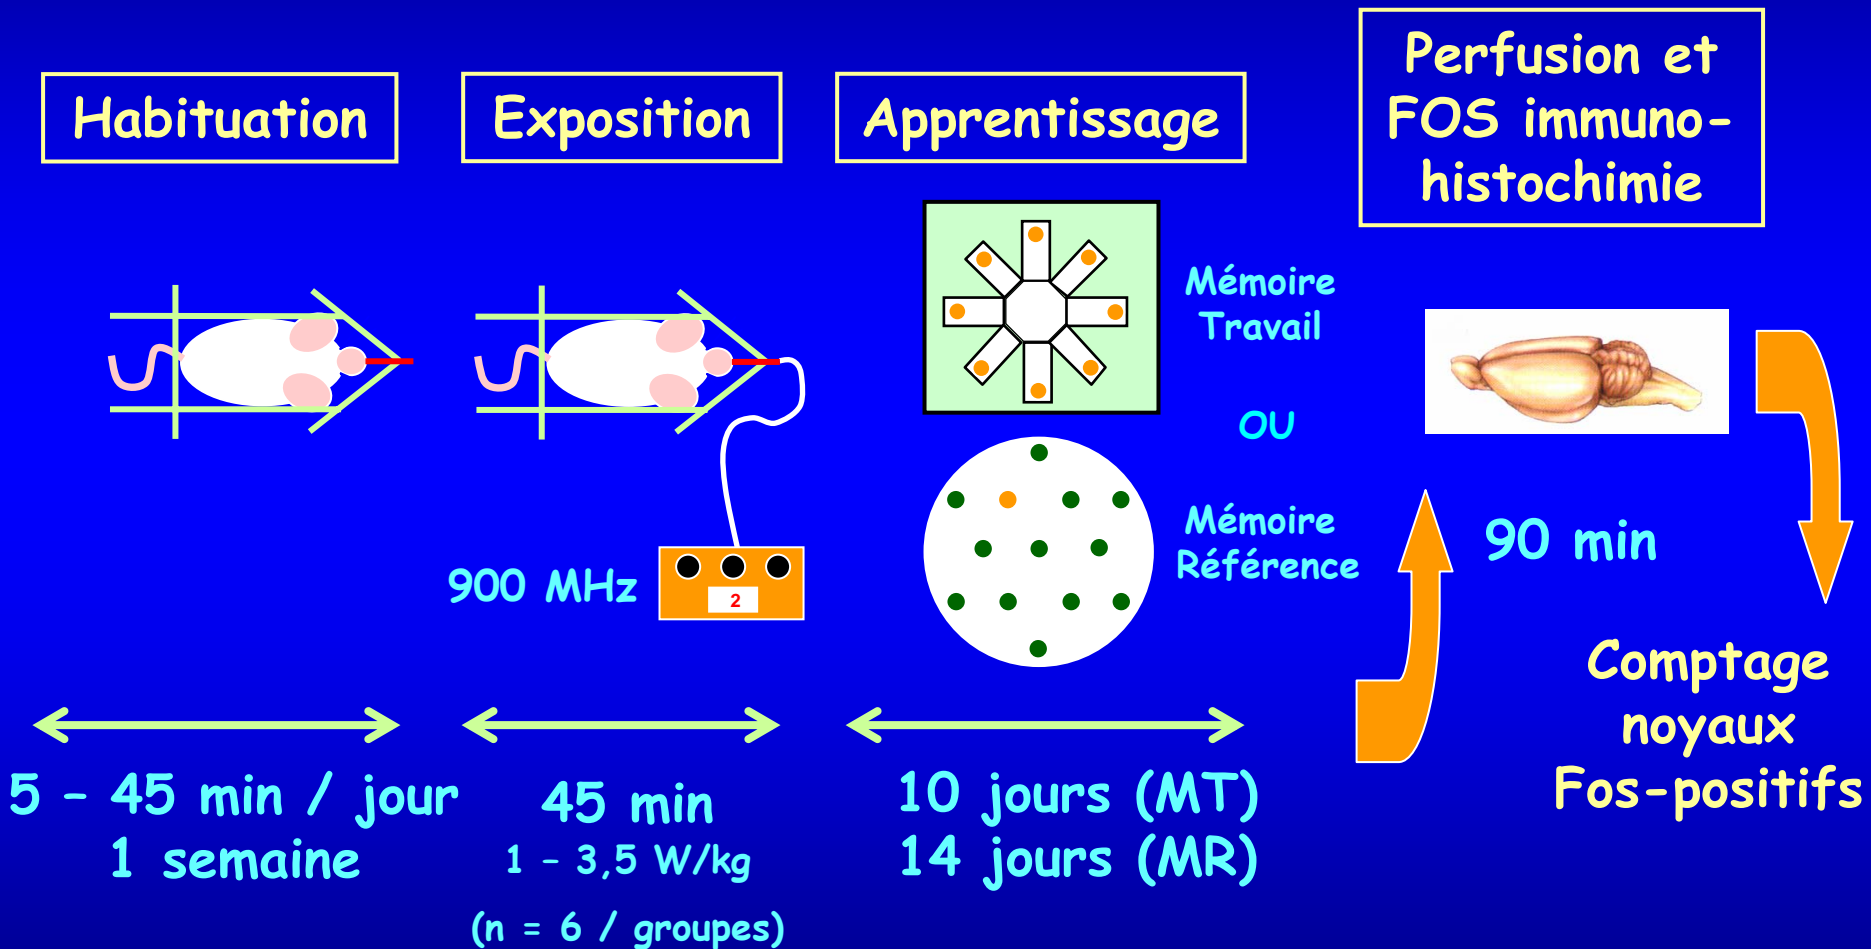 Habituation
Exposition
Apprentissage
Perfusion et
FOS immuno-
histochimie
Mémoire
Travail
OU
Mémoire
Référence
900 MHz
2
90 min
Comptage
noyaux
Fos-positifs
5 – 45 min / jour
1 semaine
45 min
1 – 3,5 W/kg
(n = 6 / groupes)
10 jours (MT)
14 jours (MR)